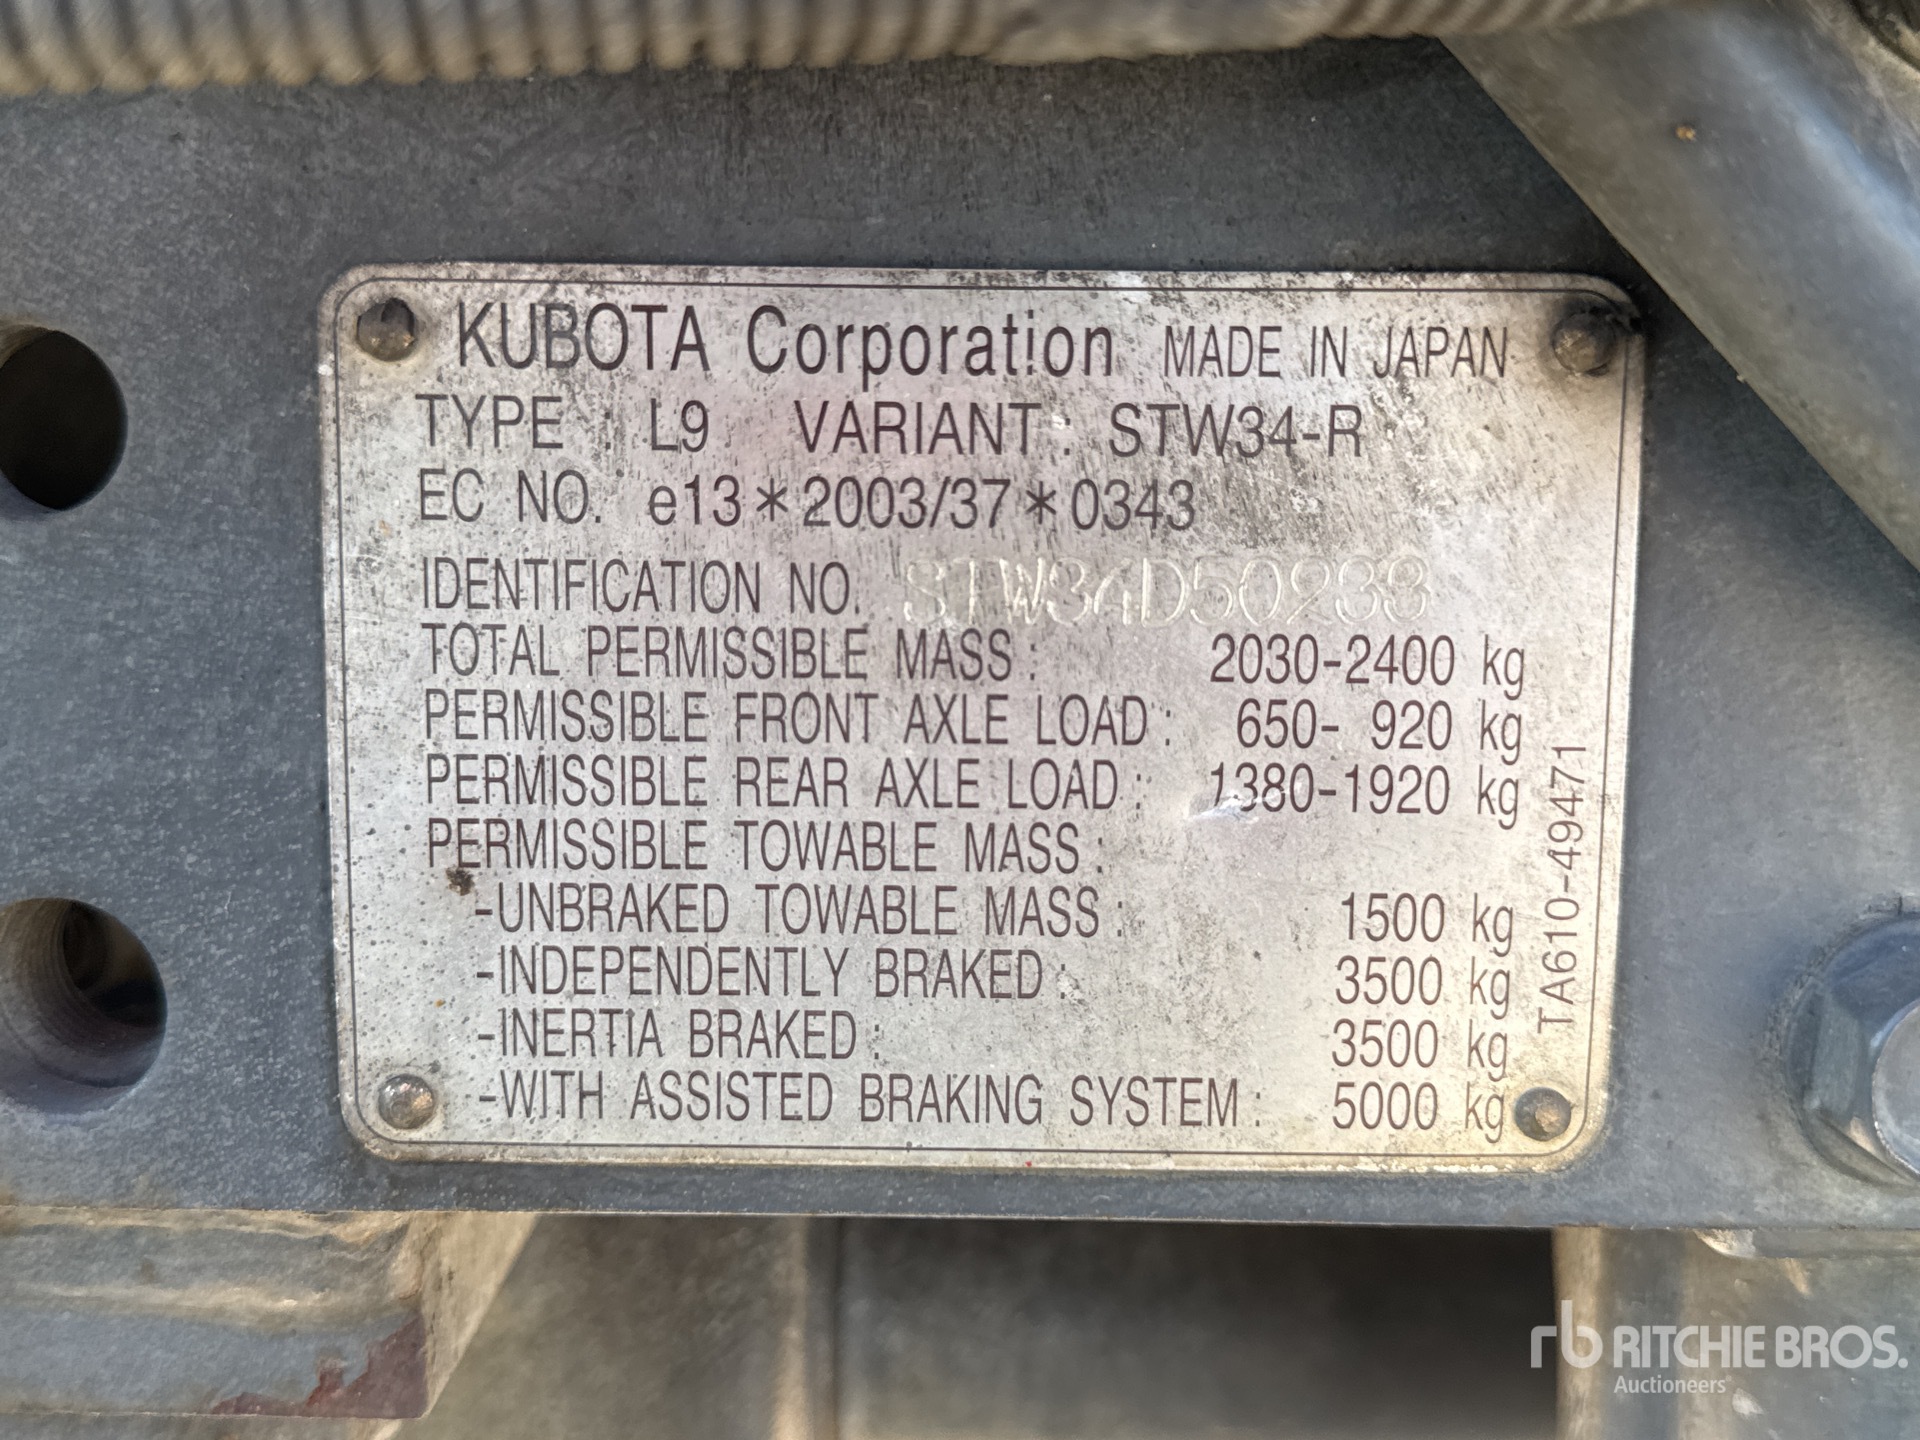 KUBOTA Corporation MADE IN JAPAN
TYPE : L9 VARIANT : STW34-R
EC NO. e13*2003/37*0343
IDENTIFICATION NO. STW34D50233
TOTAL PERMISSIBLE MASS : 2030-2400 kg
PERMISSIBLE FRONT AXLE LOAD : 650- 920 kg
PERMISSIBLE REAR AXLE LOAD : 1380-1920 kg
PERMISSIBLE TOWABLE MASS :
-UNBRAKED TOWABLE MASS : 1500 kg
-INDEPENDENTLY BRAKED : 3500 kg
-INERTIA BRAKED : 3500 kg
-WITH ASSISTED BRAKING SYSTEM : 5000 kg
TA610-49471
rb RITCHIE BROS.
Auctioneers